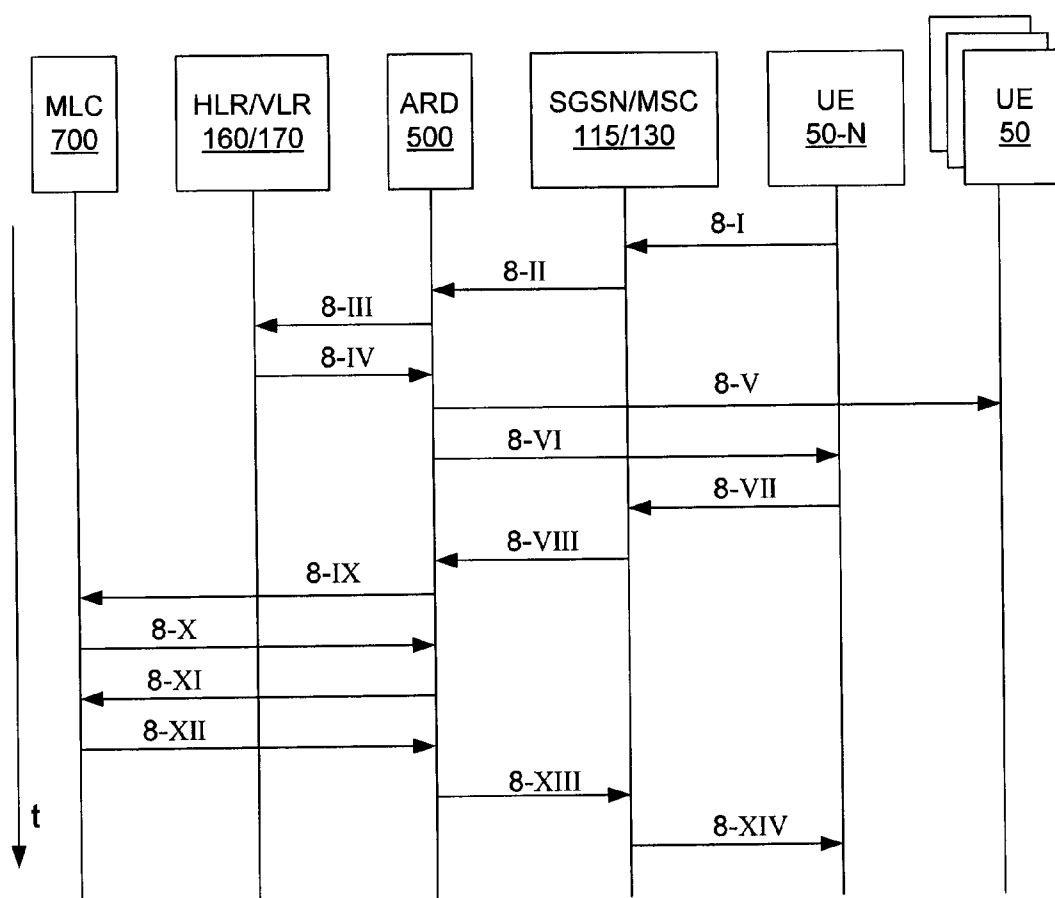 MLC
700
HLR/VLR
160/170
ARD
500
SGSN/MSC
115/130
UE
50-N
UE
50
8-I
8-II
8-III
8-IV
8-V
8-VI
8-VII
8-VIII
8-IX
8-X
8-XI
8-XII
8-XIII
8-XIV
t